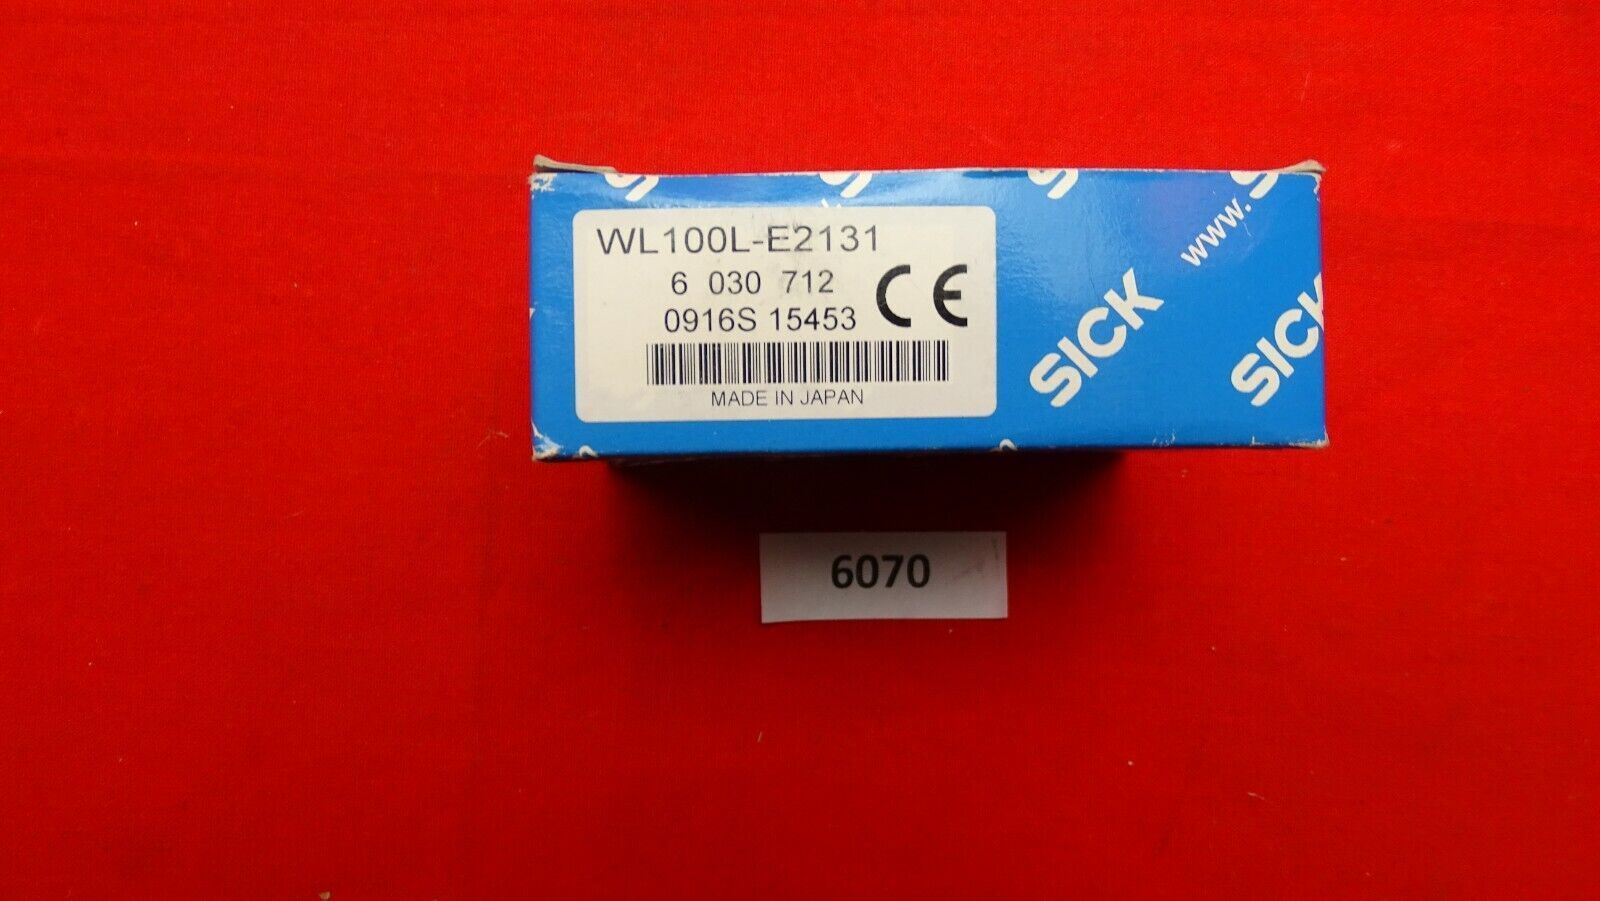 WL100L-E2131
6 030 712
0916S 15453
CE
MADE IN JAPAN
www.
SICK
SICK
6070